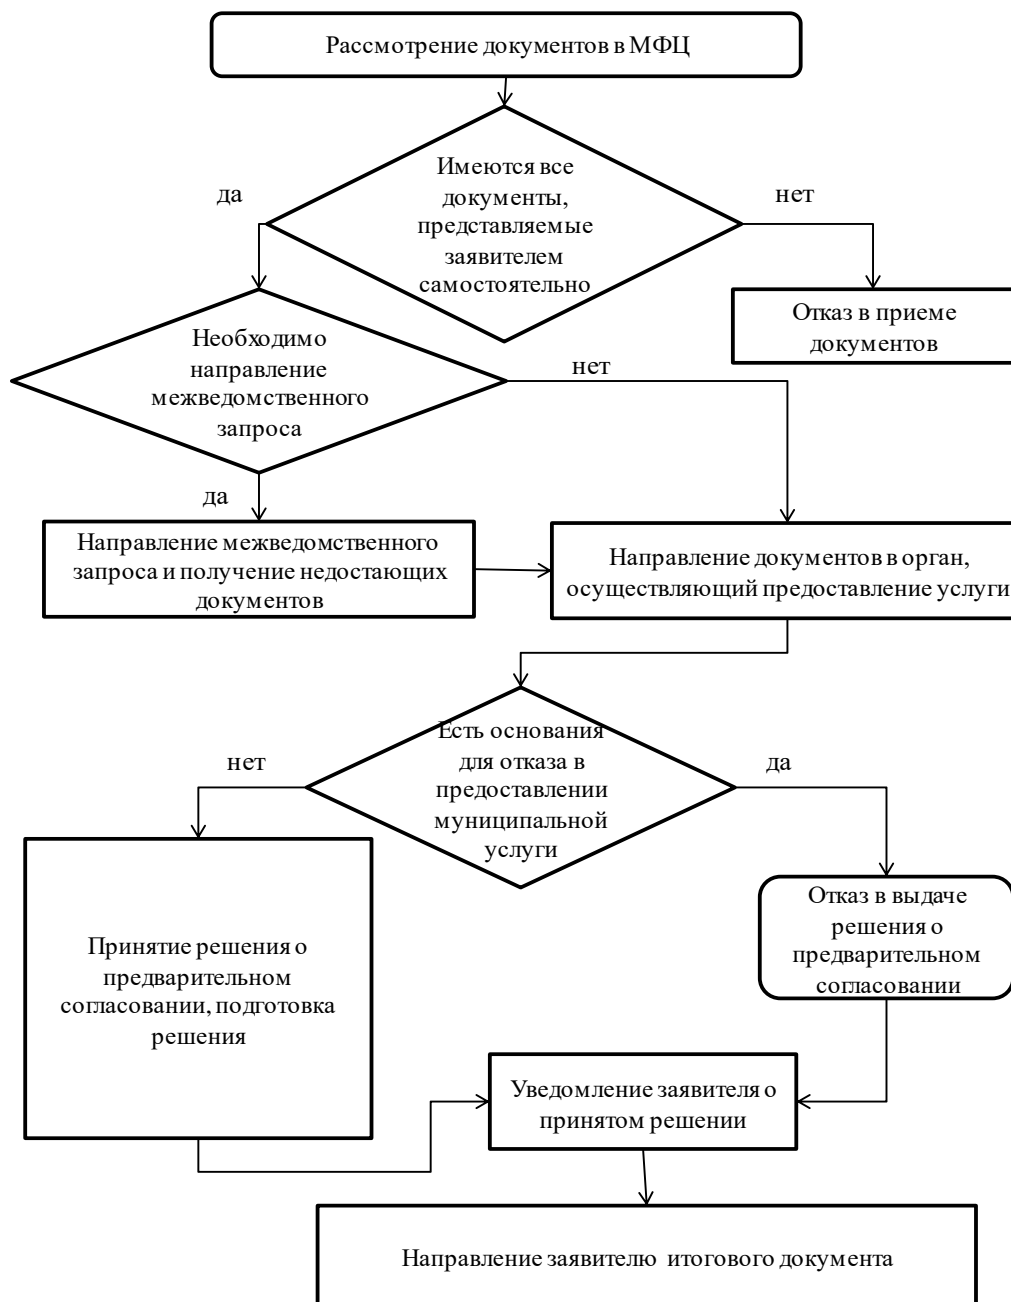 Рассмотрение документов в МФЦ
Имеются все
документы,
представляемые
заявителем
самостоятельно
да
нет
Отказ в приеме
документов
Необходимо
направление
межведомственного
запроса
нет
да
Направление межведомственного
запроса и получение недостающих
документов
Направление документов в орган,
осуществляющий предоставление услуги
Есть основания
для отказа в
предоставлении
муниципальной
услуги
нет
да
Отказ в выдаче
решения о
предварительном
согласовании
Принятие решения о
предварительном
согласовании, подготовка
решения
Уведомление заявителя о
принятом решении
Направление заявителю итогового документа